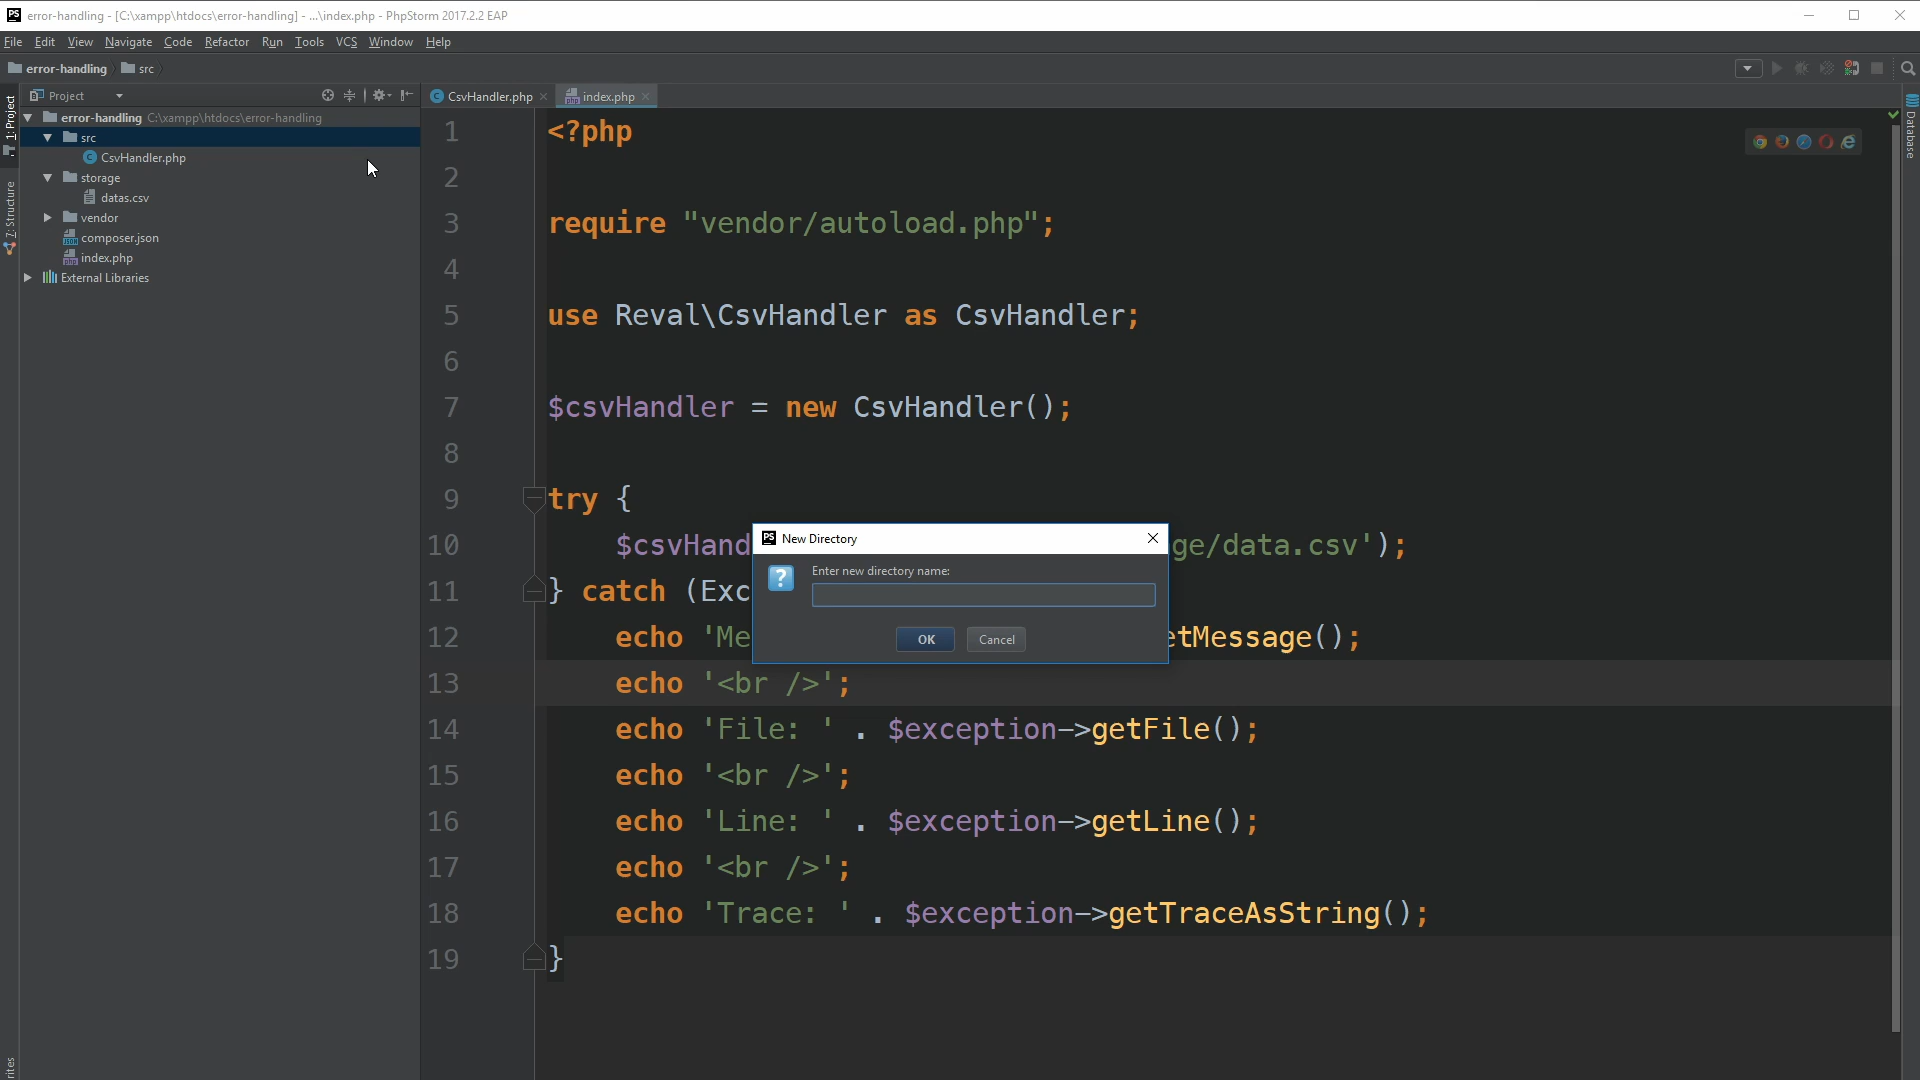 error-handling - [C:\xampp\htdocs\error-handling] - ...\index.php - PhpStorm 2017.2.2 EAP
File Edit View Navigate Code Refactor Run Tools VCS Window Help
error-handling src
Project
CsvHandler.php index.php
1: Project
7: Structure
rites
Database
error-handling C:\xampp\htdocs\error-handling
src
CsvHandler.php
storage
datas.csv
vendor
composer.json
index.php
External Libraries
1 <?php
2
3 require "vendor/autoload.php";
4
5 use Reval\CsvHandler as CsvHandler;
6
7 $csvHandler = new CsvHandler();
8
9 try {
10 $csvHand ge/data.csv');
11 } catch (Exc
12 echo 'Me etMessage();
13 echo '<br />';
14 echo 'File: ' . $exception->getFile();
15 echo '<br />';
16 echo 'Line: ' . $exception->getLine();
17 echo '<br />';
18 echo 'Trace: ' . $exception->getTraceAsString();
19 }
New Directory
Enter new directory name:
OK Cancel